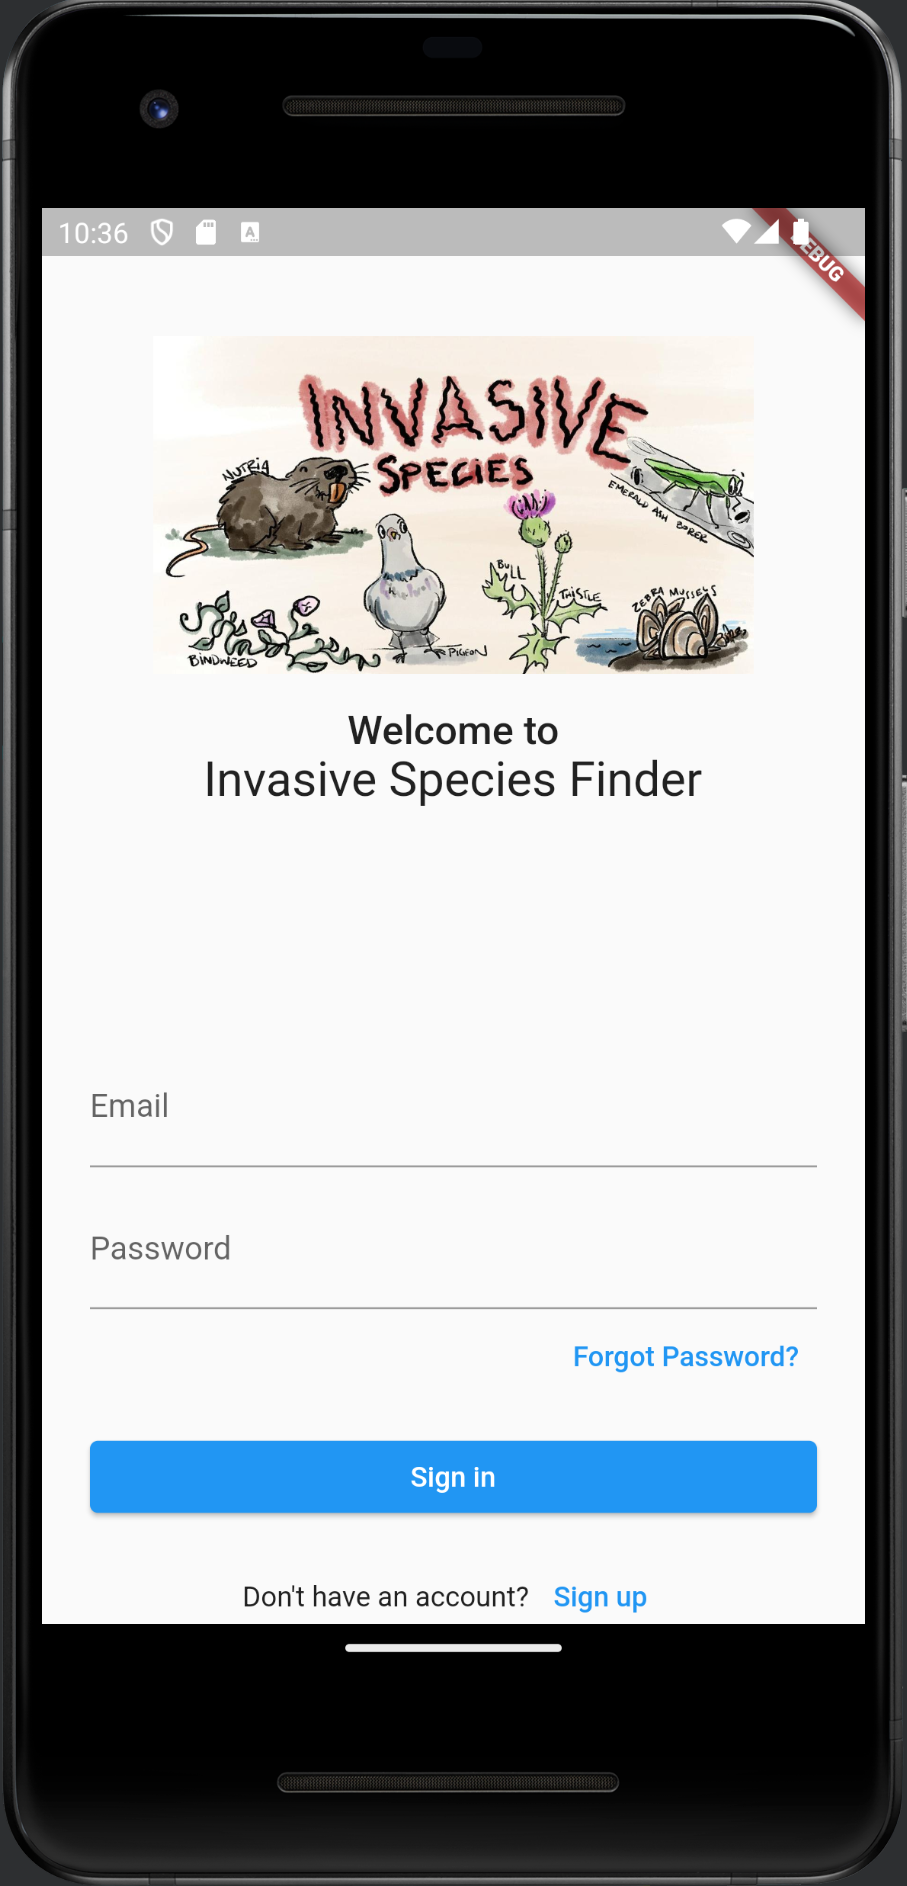 10:36
A
DEBUG
INVASIVE
SPECIES
NUTRIA
EMERALD ASH BORER
BULL
THISTLE
ZEBRA MUSSELS
BINDWEED
PIGEON
Welcome to
Invasive Species Finder
Email
Password
Forgot Password?
Sign in
Don't have an account? Sign up